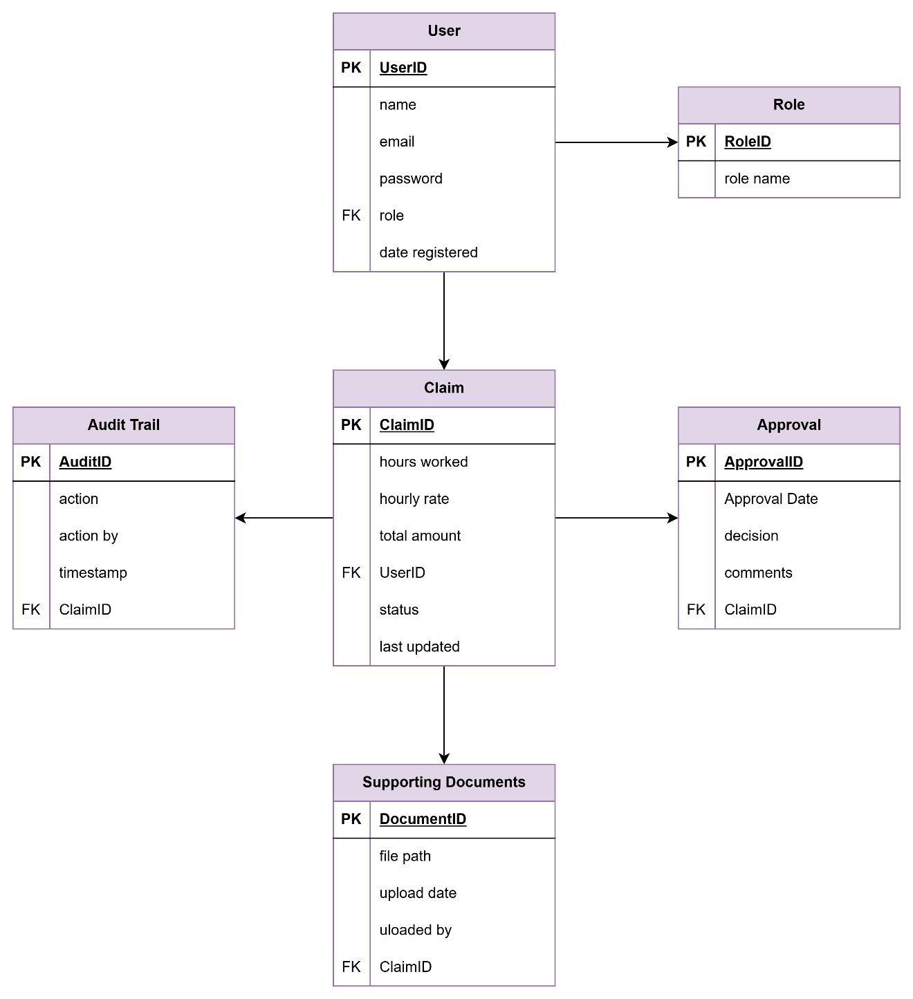 User
PK UserID
name
email
password
FK role
date registered
Role
PK RoleID
role name
Claim
PK ClaimID
hours worked
hourly rate
total amount
FK UserID
status
last updated
Audit Trail
PK AuditID
action
action by
timestamp
FK ClaimID
Approval
PK ApprovalID
Approval Date
decision
comments
FK ClaimID
Supporting Documents
PK DocumentID
file path
upload date
uloaded by
FK ClaimID